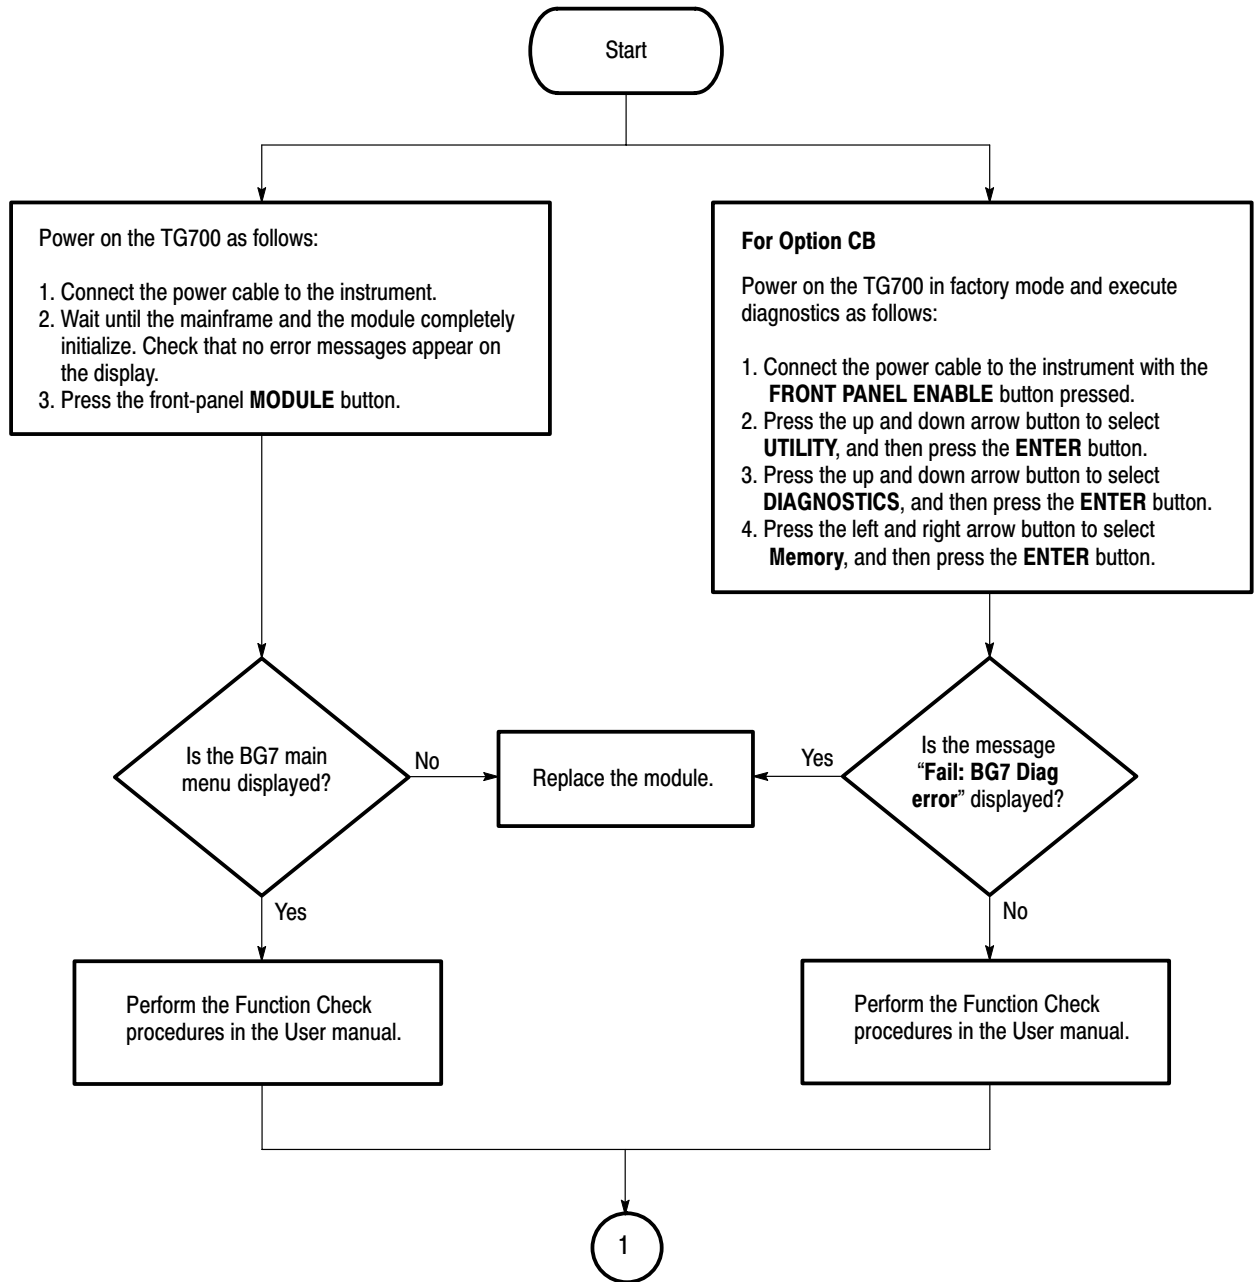 Start
Power on the TG700 as follows:
1. Connect the power cable to the instrument.
2. Wait until the mainframe and the module completely
initialize. Check that no error messages appear on
the display.
3. Press the front-panel MODULE button.
For Option CB
Power on the TG700 in factory mode and execute
diagnostics as follows:
1. Connect the power cable to the instrument with the
FRONT PANEL ENABLE button pressed.
2. Press the up and down arrow button to select
UTILITY, and then press the ENTER button.
3. Press the up and down arrow button to select
DIAGNOSTICS, and then press the ENTER button.
4. Press the left and right arrow button to select
Memory, and then press the ENTER button.
Is the BG7 main
menu displayed?
No
Replace the module.
Yes
Is the message
“Fail: BG7 Diag
error” displayed?
Yes
No
Perform the Function Check
procedures in the User manual.
Perform the Function Check
procedures in the User manual.
1